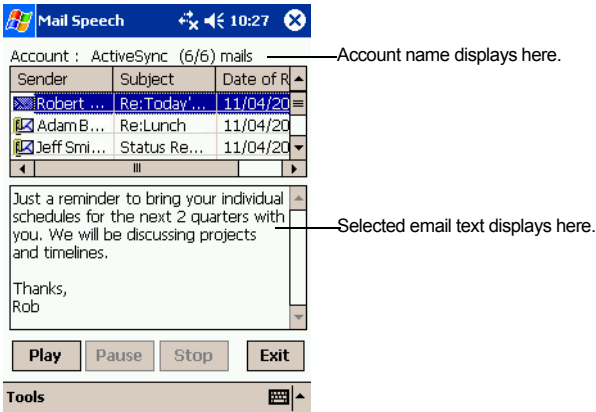 Mail Speech 10:27
Account : ActiveSync (6/6) mails
Account name displays here.
Sender Subject Date of R
Robert ... Re:Today'... 11/04/20
Adam B... Re:Lunch 11/04/20
Jeff Smi... Status Re... 11/04/20
Just a reminder to bring your individual
schedules for the next 2 quarters with
you. We will be discussing projects
and timelines.
Selected email text displays here.
Thanks,
Rob
Play Pause Stop Exit
Tools